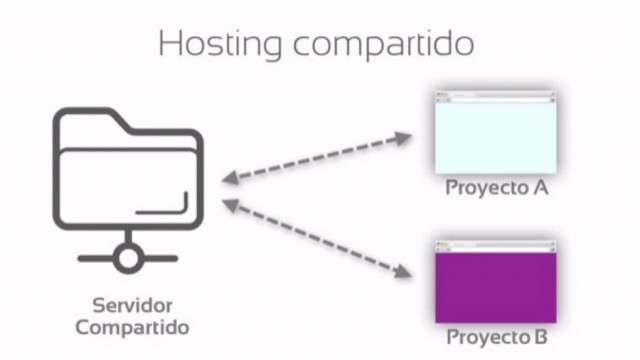 Hosting compartido
Proyecto A
Servidor
Compartido
Proyecto B